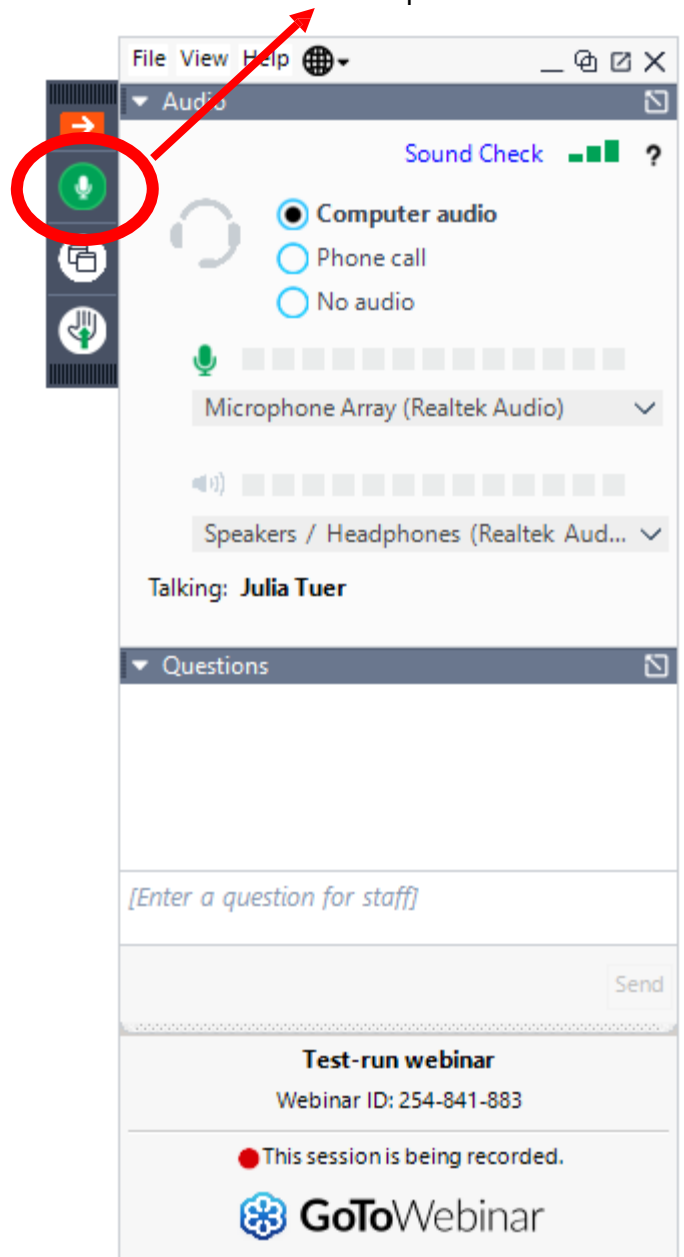 File View Help
Audio
Sound Check ?
Computer audio
Phone call
No audio
Microphone Array (Realtek Audio)
Speakers / Headphones (Realtek Aud...
Talking: Julia Tuer
Questions
[Enter a question for staff]
Send
Test-run webinar
Webinar ID: 254-841-883
This session is being recorded.
GoToWebinar